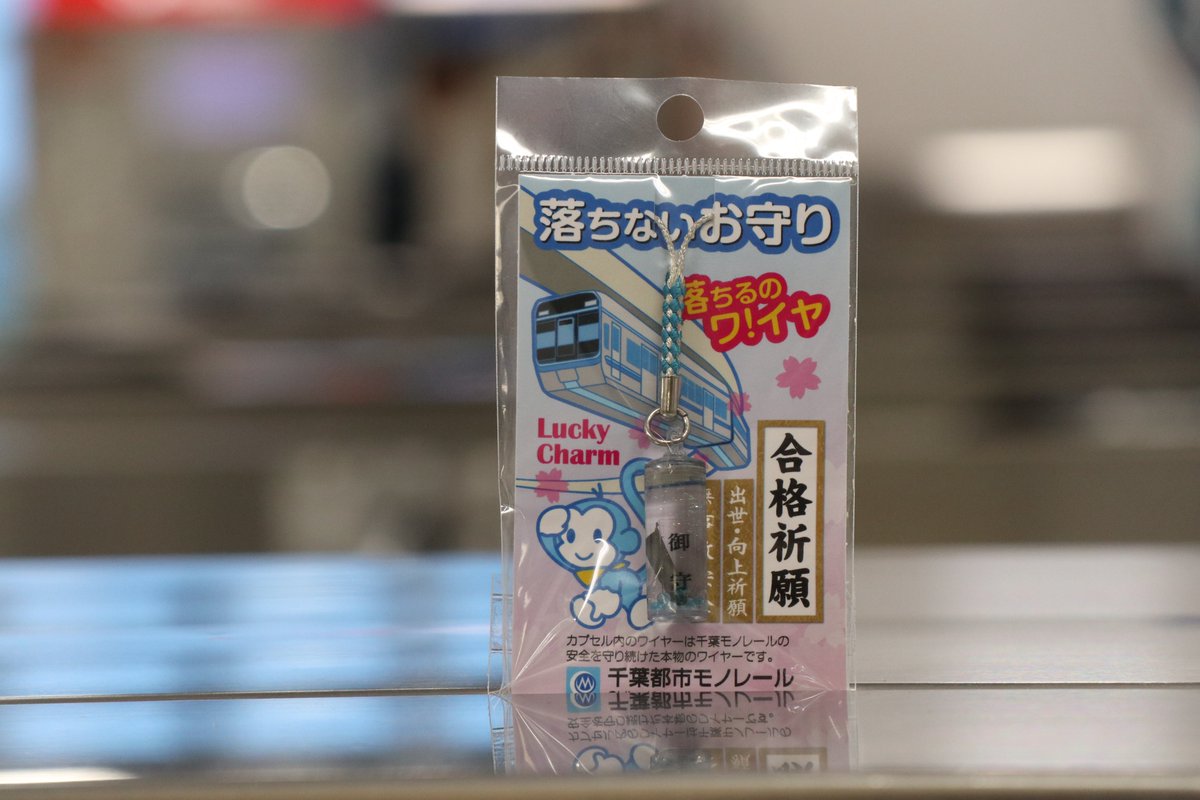 落ちないお守り
落ちるの
ワ!イヤ
Lucky
Charm
合格祈願
出世・向上祈願
御守
カプセル内のワイヤーは千葉モノレールの
安全を守り続けた本物のワイヤーです。
千葉都市モノレール